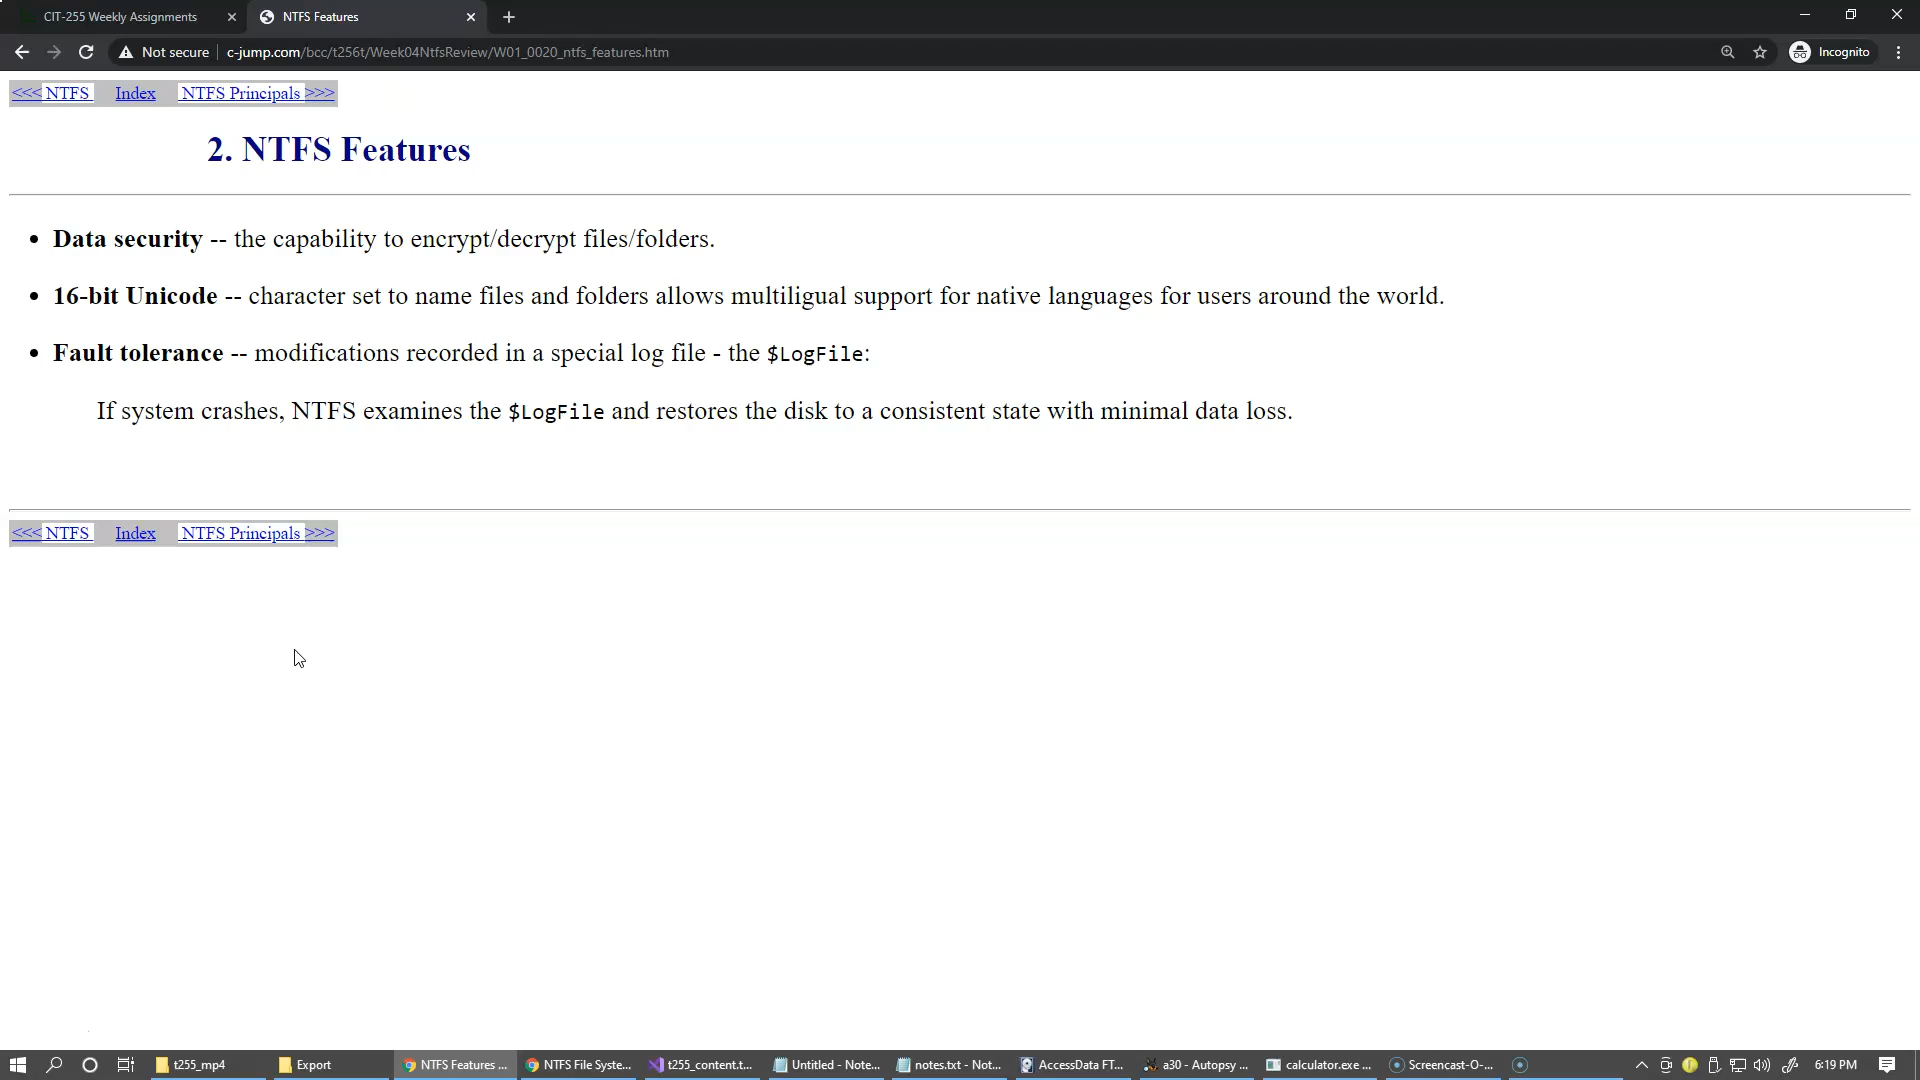 CIT-255 Weekly Assignments
NTFS Features
Not secure
c-jump.com/bcc/t256t/Week04NtfsReview/W01_0020_ntfs_features.htm
Incognito
<<< NTFS Index NTFS Principals >>>
2. NTFS Features
• Data security -- the capability to encrypt/decrypt files/folders.
• 16-bit Unicode -- character set to name files and folders allows multiligual support for native languages for users around the world.
• Fault tolerance -- modifications recorded in a special log file - the $LogFile:
If system crashes, NTFS examines the $LogFile and restores the disk to a consistent state with minimal data loss.
<<< NTFS Index NTFS Principals >>>
t255_mp4
Export
NTFS Features ...
NTFS File Syste...
t255_content.t...
Untitled - Note...
notes.txt - Not...
AccessData FT...
a30 - Autopsy ...
calculator.exe ...
Screencast-O-...
6:19 PM